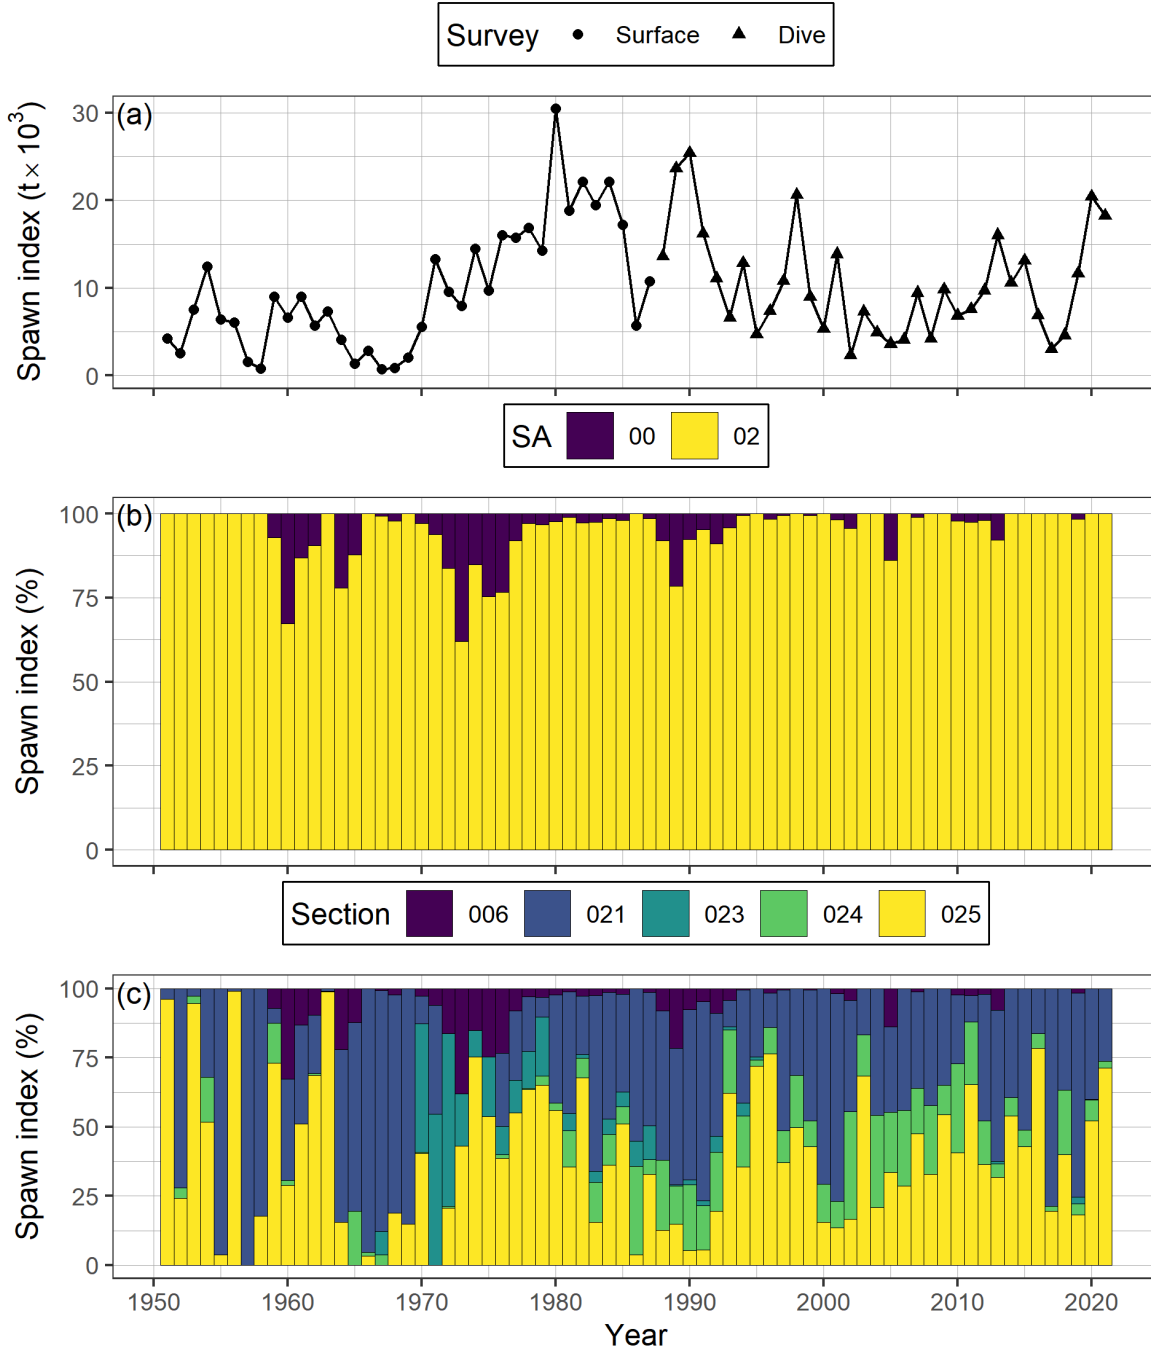 Survey Surface Dive
(a)
Spawn index (t × 10³)
30
20
10
0
SA 00 02
(b)
Spawn index (%)
100
75
50
25
0
Section 006 021 023 024 025
(c)
Spawn index (%)
100
75
50
25
0
1950 1960 1970 1980 1990 2000 2010 2020
Year